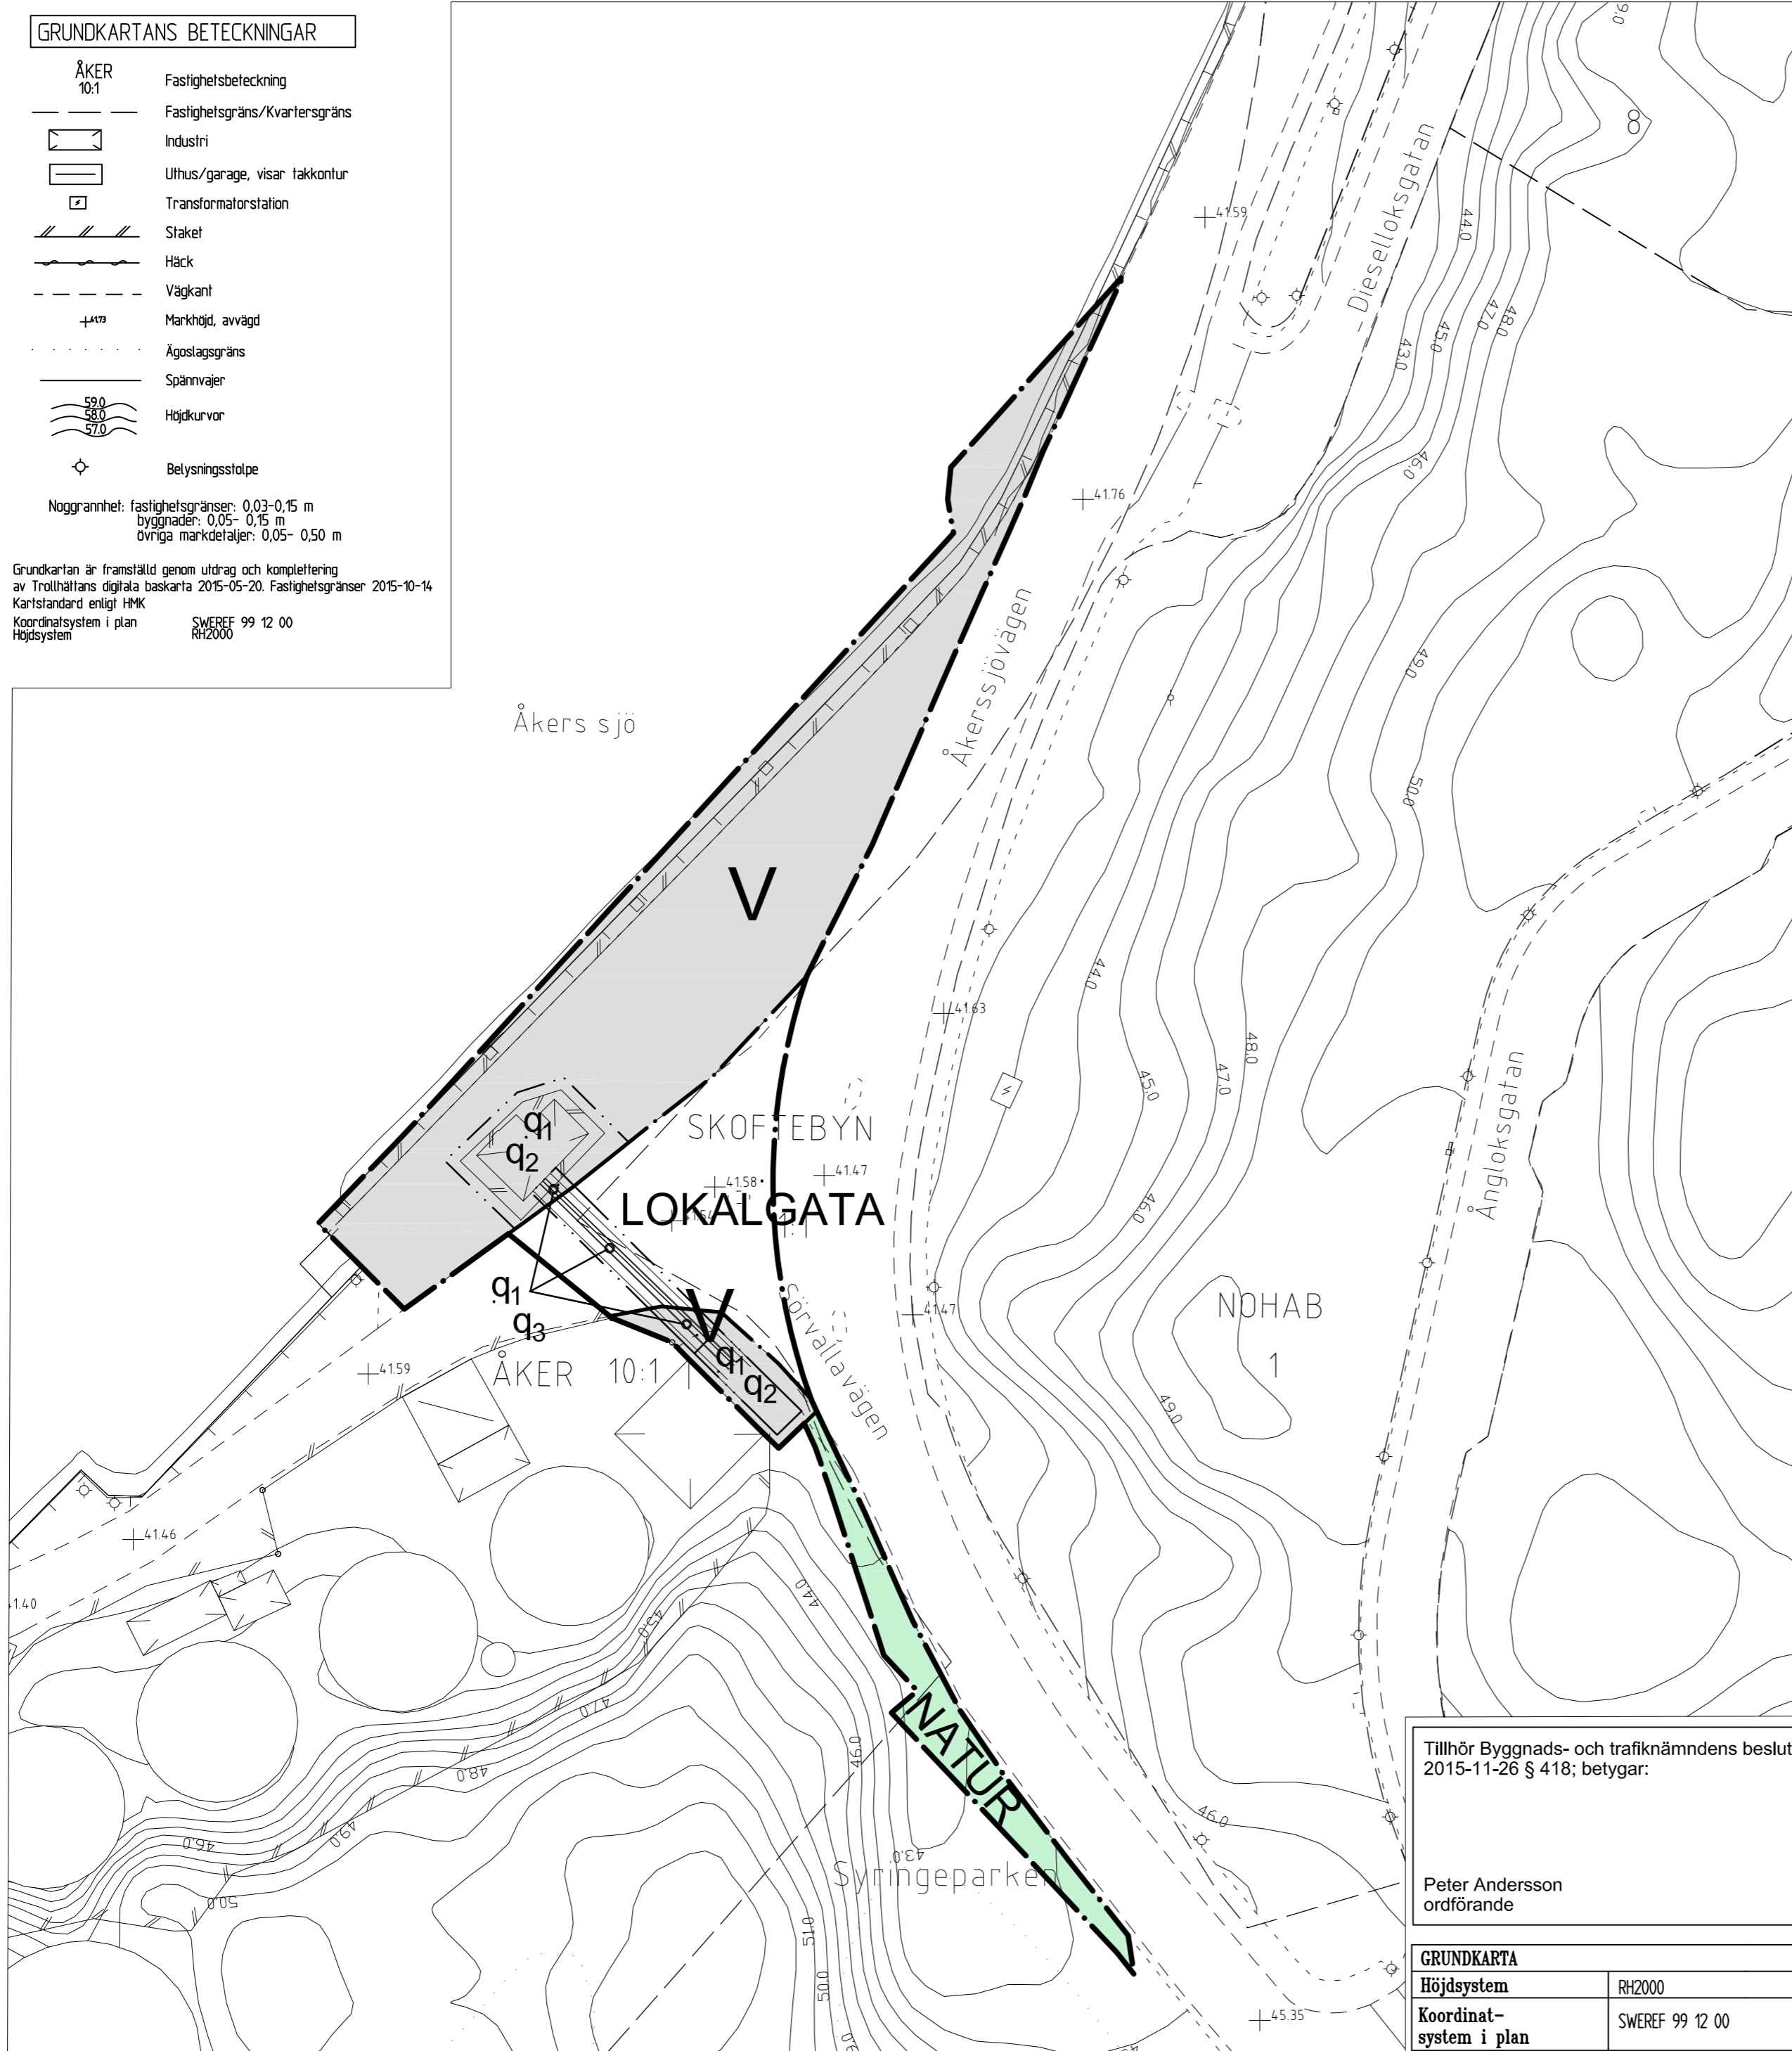 GRUNDKARTANS BETECKNINGAR
ÅKER
10:1
Fastighetsbeteckning
Fastighetsgräns/Kvartersgräns
Industri
Uthus/garage, visar takkontur
Transformatorstation
Staket
Häck
Vägkant
41.73
Markhöjd, avvägd
Ägoslagsgräns
Spännvajer
59.0
58.0
57.0
Höjdkurvor
Belysningsstolpe
Noggrannhet: fastighetsgränser: 0,03-0,15 m
byggnader: 0,05- 0,15 m
övriga markdetaljer: 0,05- 0,50 m
Grundkartan är framställd genom utdrag och komplettering
av Trollhättans digitala baskarta 2015-05-20. Fastighetsgränser 2015-10-14
Kartstandard enligt HMK
Koordinatsystem i plan SWEREF 99 12 00
Höjdsystem RH2000
9.0
8
41.59
Dieselloksgatan
44.0
47.0
48.0
45.0
43.0
46.0
41.76
Åkerssjövägen
49.0
Åkers sjö
50.0
V
44.0
41.63
48.0
45.0
47.0
Ångloksgatan
SKOFTEBYN
q1
q2
41.58
41.47
46.0
LOKALGATA
q1
q3
V
Sörvallavägen
41.47
NOHAB
1
41.59
ÅKER 10:1
q1
q2
49.0
41.46
1.40
44.0
45.0
47.0
46.0
48.0
49.0
46.0
50.0
NATUR
43.0
Syringeparken
46.0
51.0
50.0
45.35
Tillhör Byggnads- och trafiknämndens beslut
2015-11-26 § 418; betygar:
Peter Andersson
ordförande
GRUNDKARTA
Höjdsystem RH2000
Koordinat-
system i plan SWEREF 99 12 00